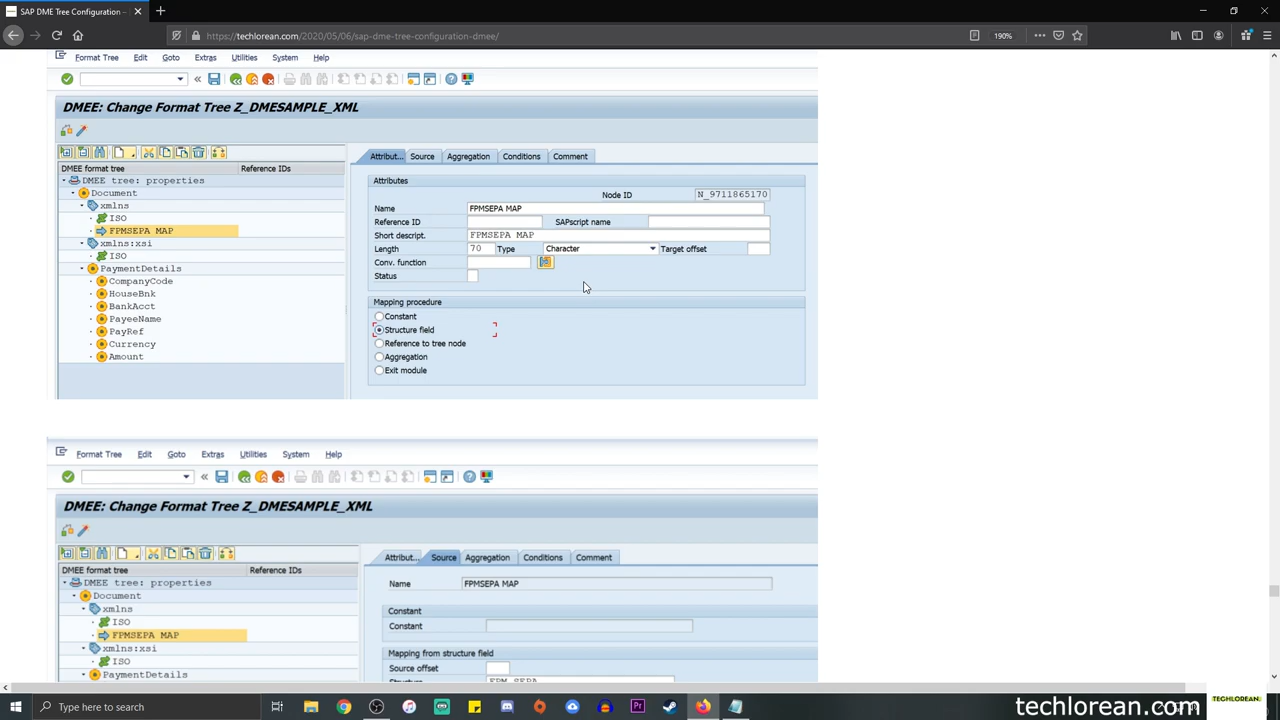 SAP DME Tree Configuration –
https://techlorean.com/2020/05/06/sap-dme-tree-configuration-dmee/
190%
Format Tree Edit Goto Extras Utilities System Help
DMEE: Change Format Tree Z_DMESAMPLE_XML
Attribut... Source Aggregation Conditions Comment
DMEE format tree Reference IDs
DMEE tree: properties
Document
xmlns
ISO
FPMSEPA MAP
xmlns:xsi
ISO
PaymentDetails
CompanyCode
HouseBnk
BankAcct
PayeeName
PayRef
Currency
Amount
Attributes
Node ID N_9711865170
Name FPMSEPA MAP
Reference ID SAPscript name
Short descript. FPMSEPA MAP
Length 70 Type Character Target offset
Conv. function
Status
Mapping procedure
Constant
Structure field
Reference to tree node
Aggregation
Exit module
Format Tree Edit Goto Extras Utilities System Help
DMEE: Change Format Tree Z_DMESAMPLE_XML
Attribut... Source Aggregation Conditions Comment
DMEE format tree Reference IDs
DMEE tree: properties
Document
xmlns
ISO
FPMSEPA MAP
xmlns:xsi
ISO
PaymentDetails
Name FPMSEPA MAP
Constant
Constant
Mapping from structure field
Source offset
Structure FPM_SEPA
Type here to search
techlorean.com
TECHLOREAN.